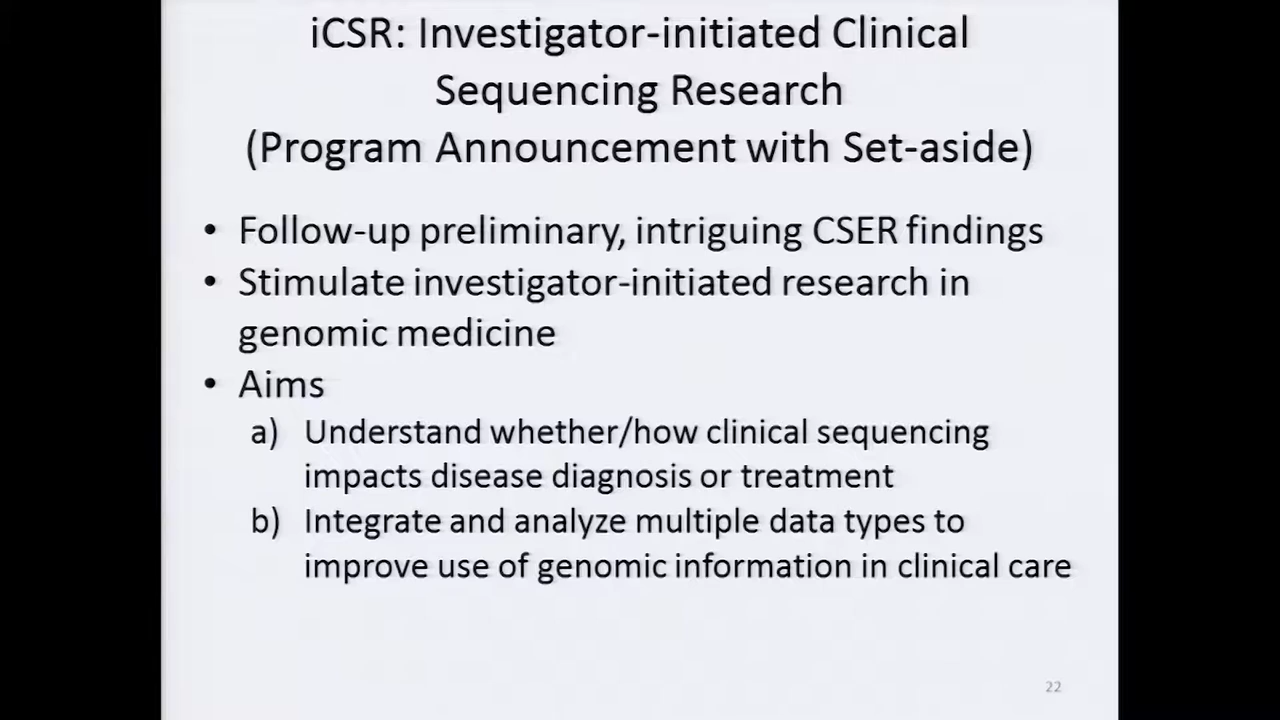 iCSR: Investigator-initiated Clinical
Sequencing Research
(Program Announcement with Set-aside)
• Follow-up preliminary, intriguing CSER findings
• Stimulate investigator-initiated research in
genomic medicine
• Aims
a) Understand whether/how clinical sequencing
impacts disease diagnosis or treatment
b) Integrate and analyze multiple data types to
improve use of genomic information in clinical care
22